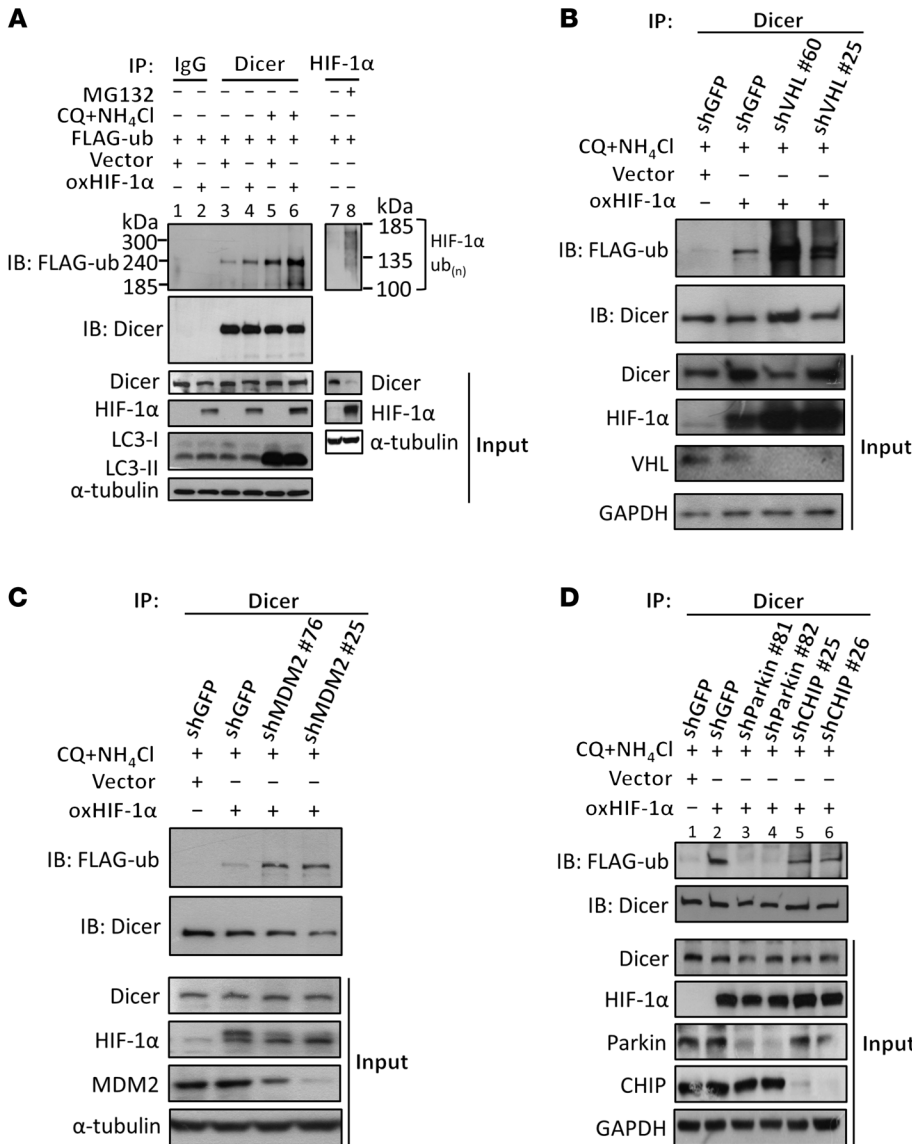 A
IP: IgG Dicer HIF-1α
MG132 – – – – – – – +
CQ+NH4Cl – – – – + + – –
FLAG-ub + + + + + + + +
Vector + – + – + – – –
oxHIF-1α – + – + – + – –
1 2 3 4 5 6 7 8
kDa
300
240
185
IB: FLAG-ub
kDa
185
135
100
HIF-1α
ub(n)
IB: Dicer
Dicer
HIF-1α
LC3-I
LC3-II
α-tubulin
Dicer
HIF-1α
α-tubulin
Input
B
IP: Dicer
shGFP shGFP shVHL #60 shVHL #25
CQ+NH4Cl + + + +
Vector + – – –
oxHIF-1α – + + +
IB: FLAG-ub
IB: Dicer
Dicer
HIF-1α
VHL
GAPDH
Input
C
IP: Dicer
shGFP shGFP shMDM2 #76 shMDM2 #25
CQ+NH4Cl + + + +
Vector + – – –
oxHIF-1α – + + +
IB: FLAG-ub
IB: Dicer
Dicer
HIF-1α
MDM2
α-tubulin
Input
D
IP: Dicer
shGFP shGFP shParkin #81 shParkin #82 shCHIP #25 shCHIP #26
CQ+NH4Cl + + + + + +
Vector + – – – – –
oxHIF-1α – + + + + +
1 2 3 4 5 6
IB: FLAG-ub
IB: Dicer
Dicer
HIF-1α
Parkin
CHIP
GAPDH
Input